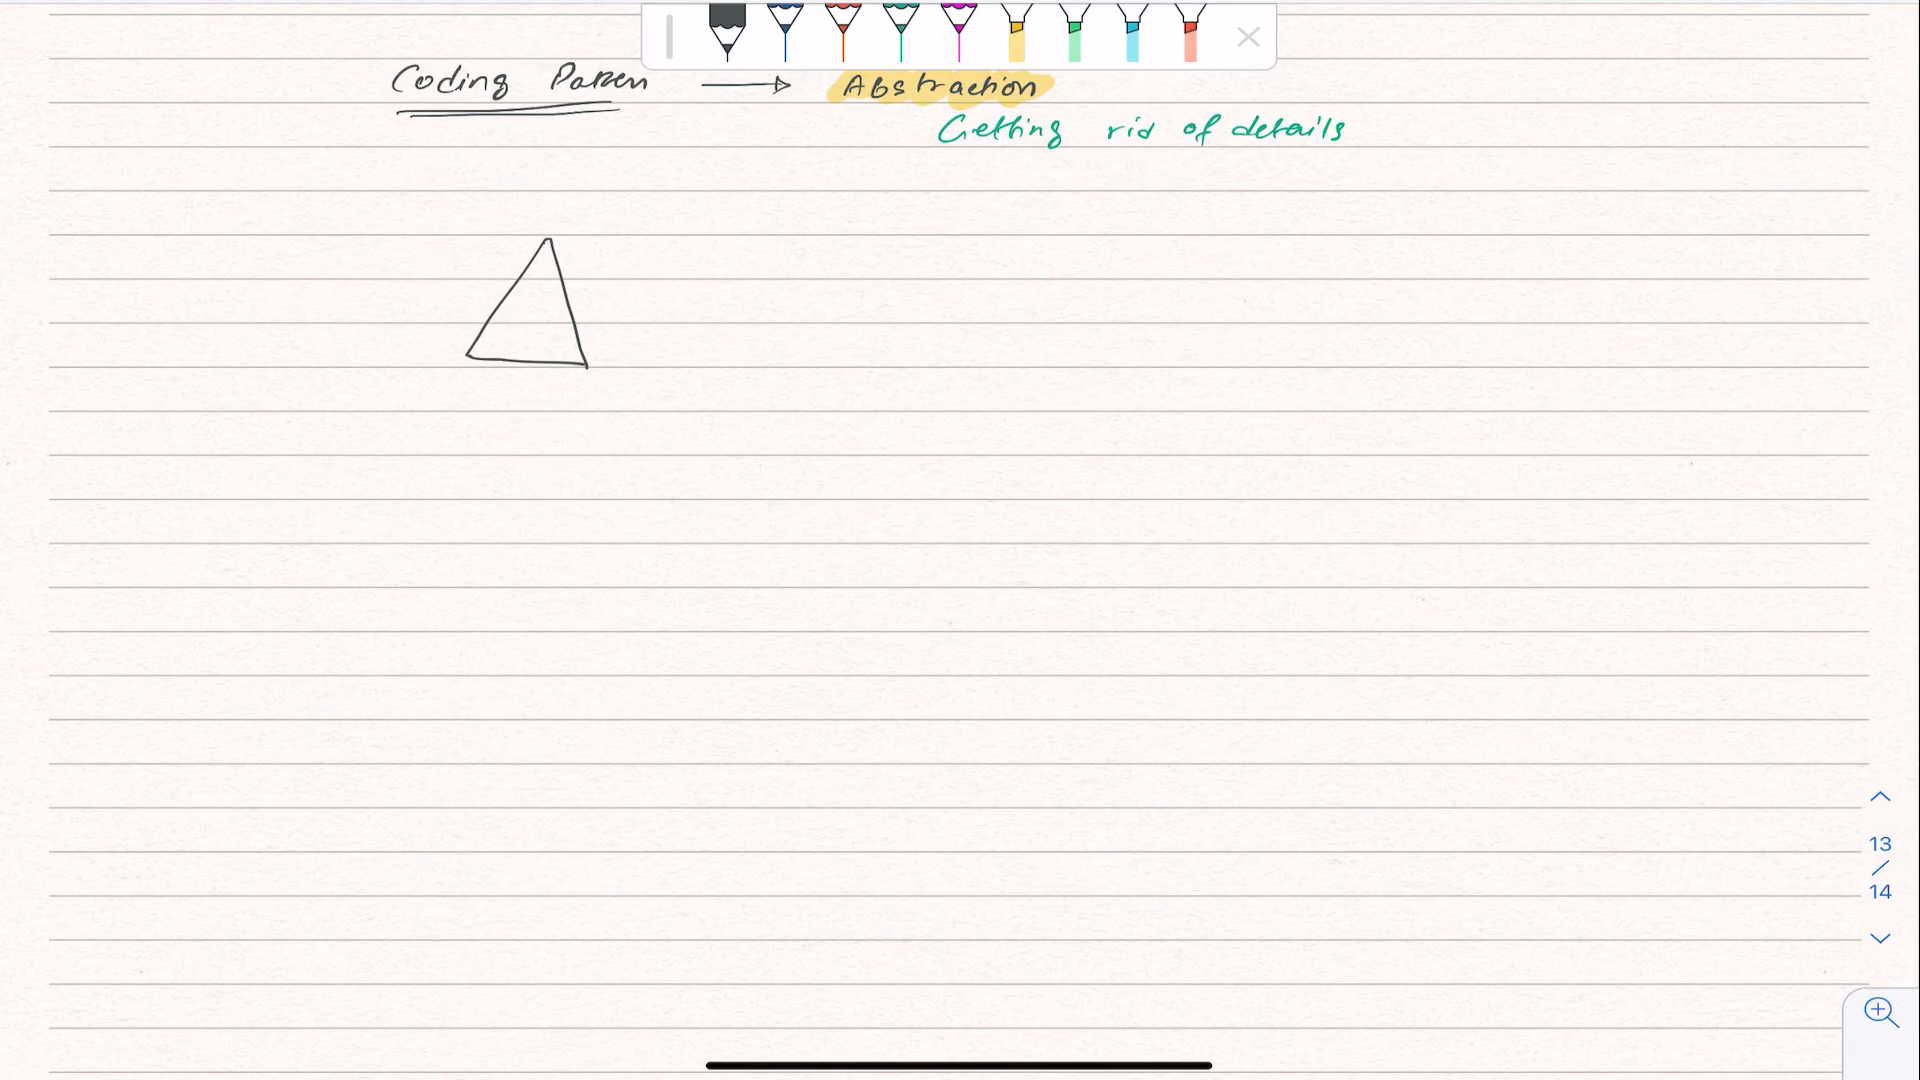 Coding Pattern → Abstraction
Getting rid of details
13
/
14